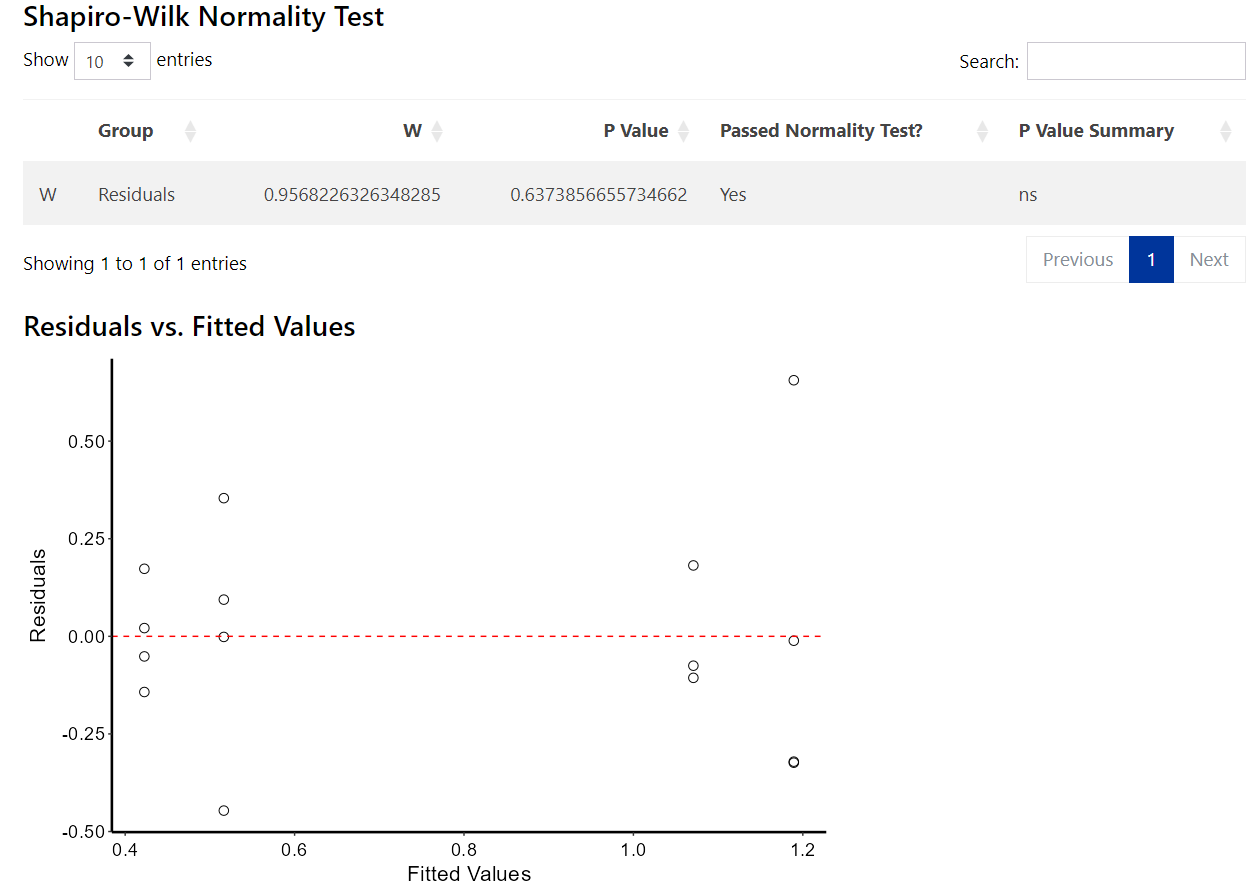 Shapiro-Wilk Normality Test
Show 10 entries Search:
Group W P Value Passed Normality Test? P Value Summary
W Residuals 0.9568226326348285 0.6373856655734662 Yes ns
Showing 1 to 1 of 1 entries Previous 1 Next
Residuals vs. Fitted Values
Residuals
0.50
0.25
0.00
-0.25
-0.50
0.4 0.6 0.8 1.0 1.2
Fitted Values